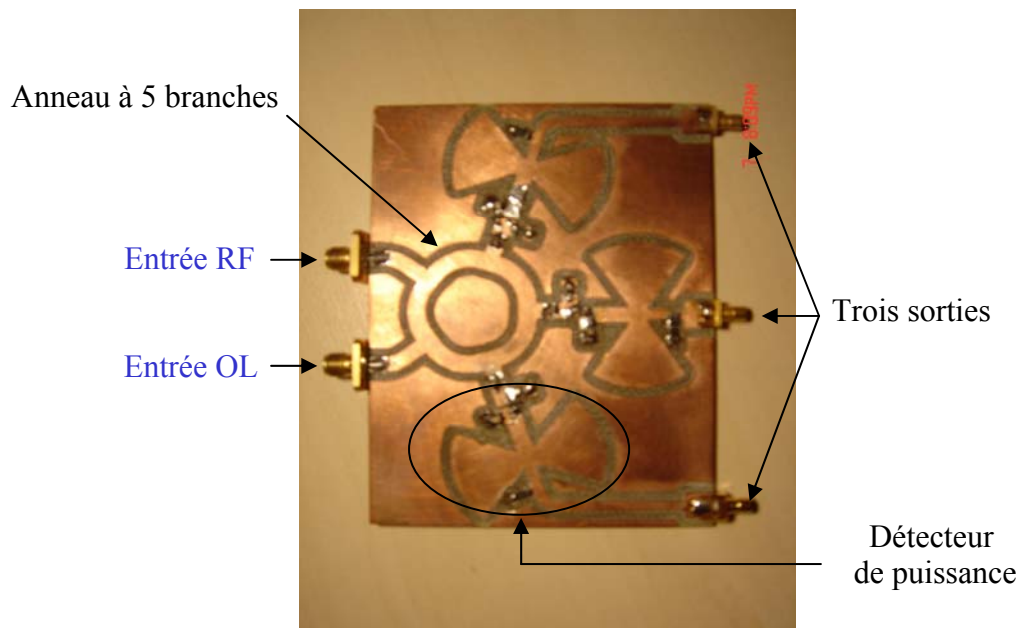 Anneau à 5 branches
Entrée RF
Entrée OL
Trois sorties
Détecteur
de puissance